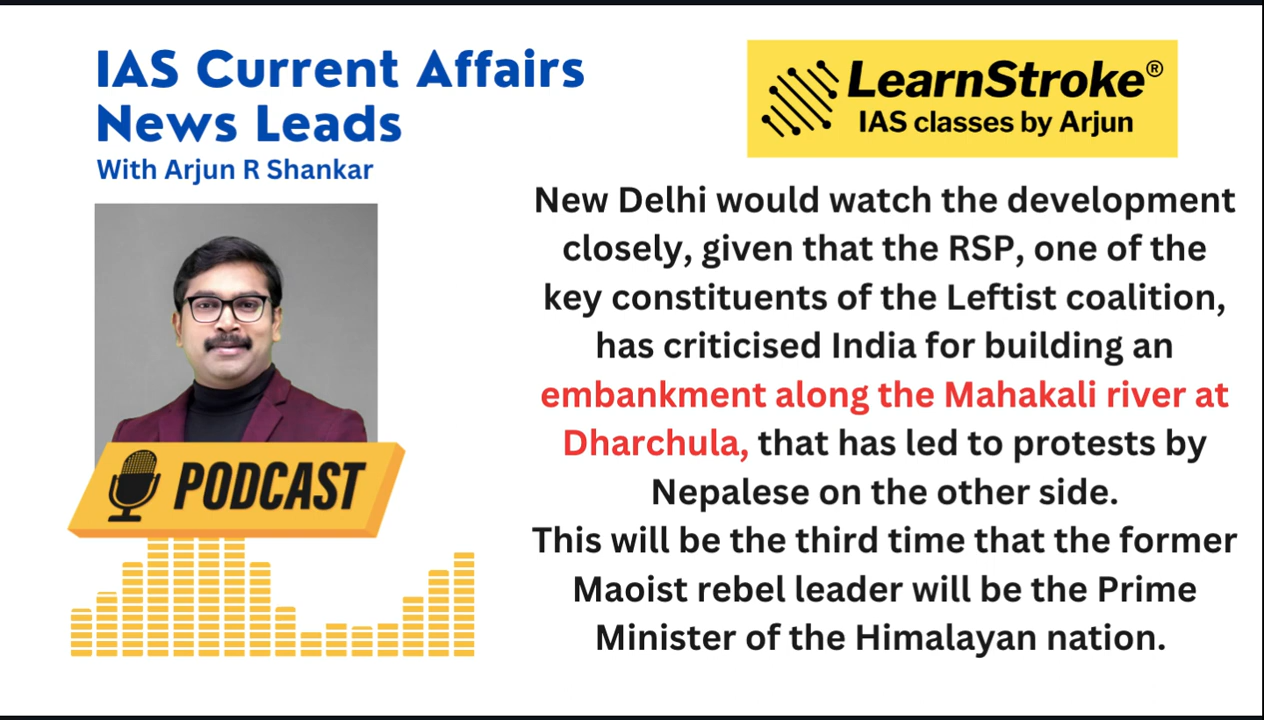 IAS Current Affairs
News Leads
With Arjun R Shankar
PODCAST
LearnStroke®
IAS classes by Arjun
New Delhi would watch the development
closely, given that the RSP, one of the
key constituents of the Leftist coalition,
has criticised India for building an
embankment along the Mahakali river at
Dharchula, that has led to protests by
Nepalese on the other side.
This will be the third time that the former
Maoist rebel leader will be the Prime
Minister of the Himalayan nation.